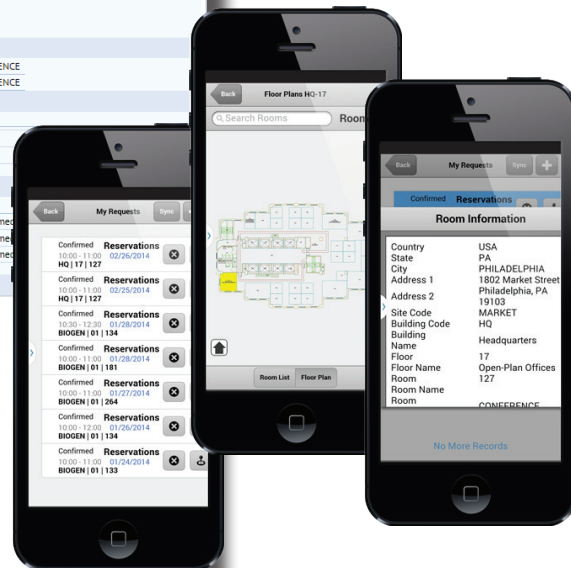 ENCE
ENCE
Back
My Requests
Sync
Confirmed Reservations
10:00 - 11:00 02/26/2014
HQ | 17 | 127
Confirmed Reservations
10:00 - 11:00 02/25/2014
HQ | 17 | 127
Confirmed Reservations
10:30 - 12:30 01/28/2014
BIOGEN | 01 | 134
Confirmed Reservations
10:00 - 11:00 01/28/2014
BIOGEN | 01 | 181
Confirmed Reservations
10:00 - 11:00 01/27/2014
BIOGEN | 01 | 264
Confirmed Reservations
10:00 - 12:00 01/26/2014
BIOGEN | 01 | 134
Confirmed Reservations
10:00 - 11:00 01/24/2014
BIOGEN | 01 | 133
Back
Floor Plans HQ-17
Search Rooms
Room
Room List
Floor Plan
Back
My Requests
Sync
Confirmed Reservations
Room Information
Country USA
State PA
City PHILADELPHIA
Address 1 1802 Market Street
Address 2 Philadelphia, PA
19103
Site Code MARKET
Building Code HQ
Building
Name Headquarters
Floor 17
Floor Name Open-Plan Offices
Room 127
Room Name
Room CONFERENCE
No More Records